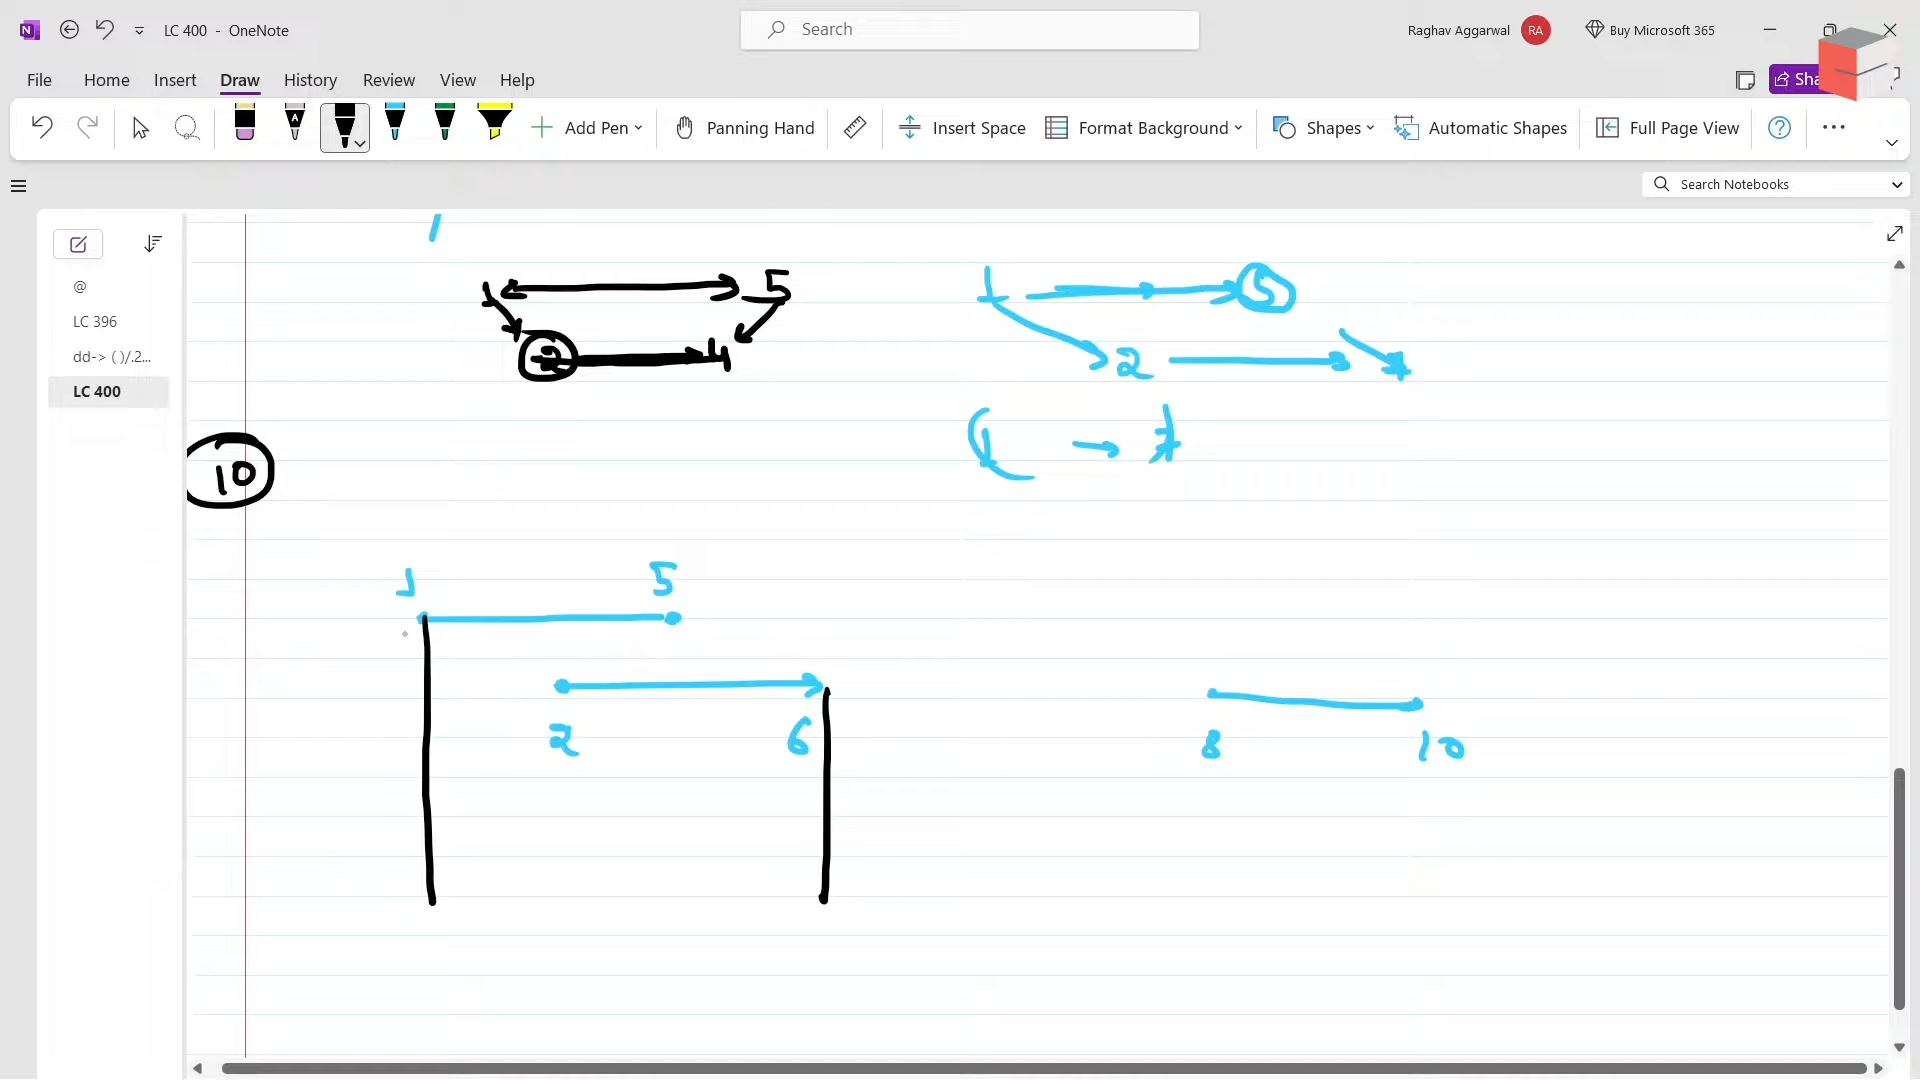 LC 400 - OneNote
Search
Raghav Aggarwal
RA
Buy Microsoft 365
File Home Insert Draw History Review View Help
Sha
Add Pen
Panning Hand
Insert Space
Format Background
Shapes
Automatic Shapes
Full Page View
Search Notebooks
@
LC 396
dd-> ( )/.2...
LC 400
1 5
2 4
1 5
2 7
( 1 → 7
10
1 5
2 6
8 10